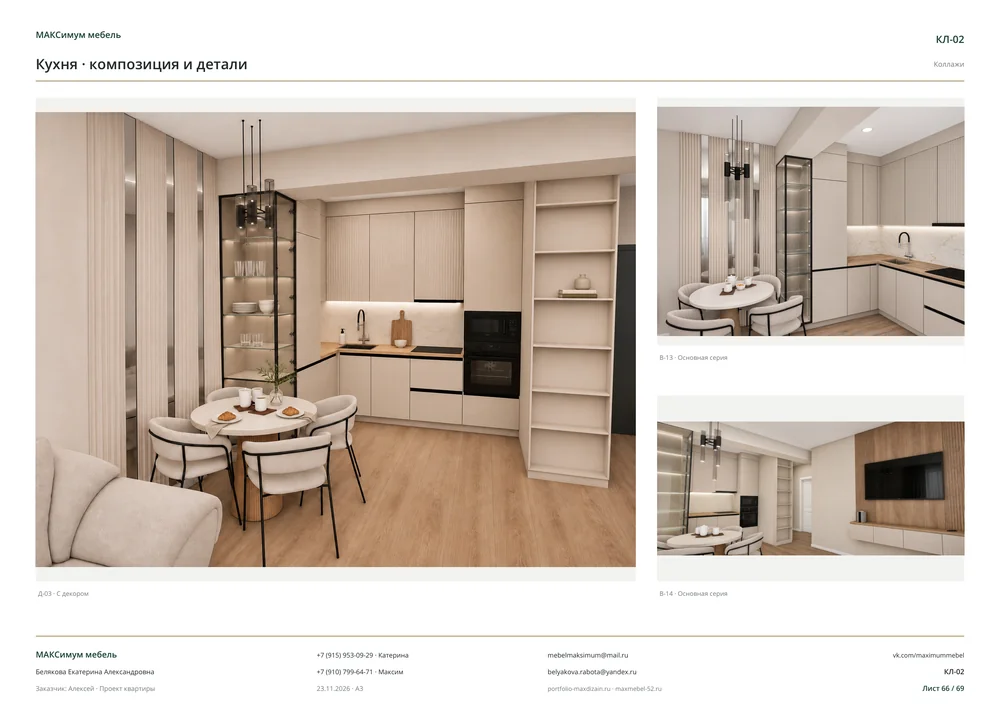 МАКСимум мебель
КЛ-02
Кухня · композиция и детали
Коллажи
В-13 · Основная серия
Д-03 · С декором
В-14 · Основная серия
МАКСимум мебель
+7 (915) 953-09-29 · Катерина
mebelmaksimum@mail.ru
vk.com/maximummebel
Белякова Екатерина Александровна
+7 (910) 799-64-71 · Максим
belyakova.rabota@yandex.ru
КЛ-02
Заказчик: Алексей · Проект квартиры
23.11.2026 · А3
portfolio-maxdizain.ru · maxmebel-52.ru
Лист 66 / 69